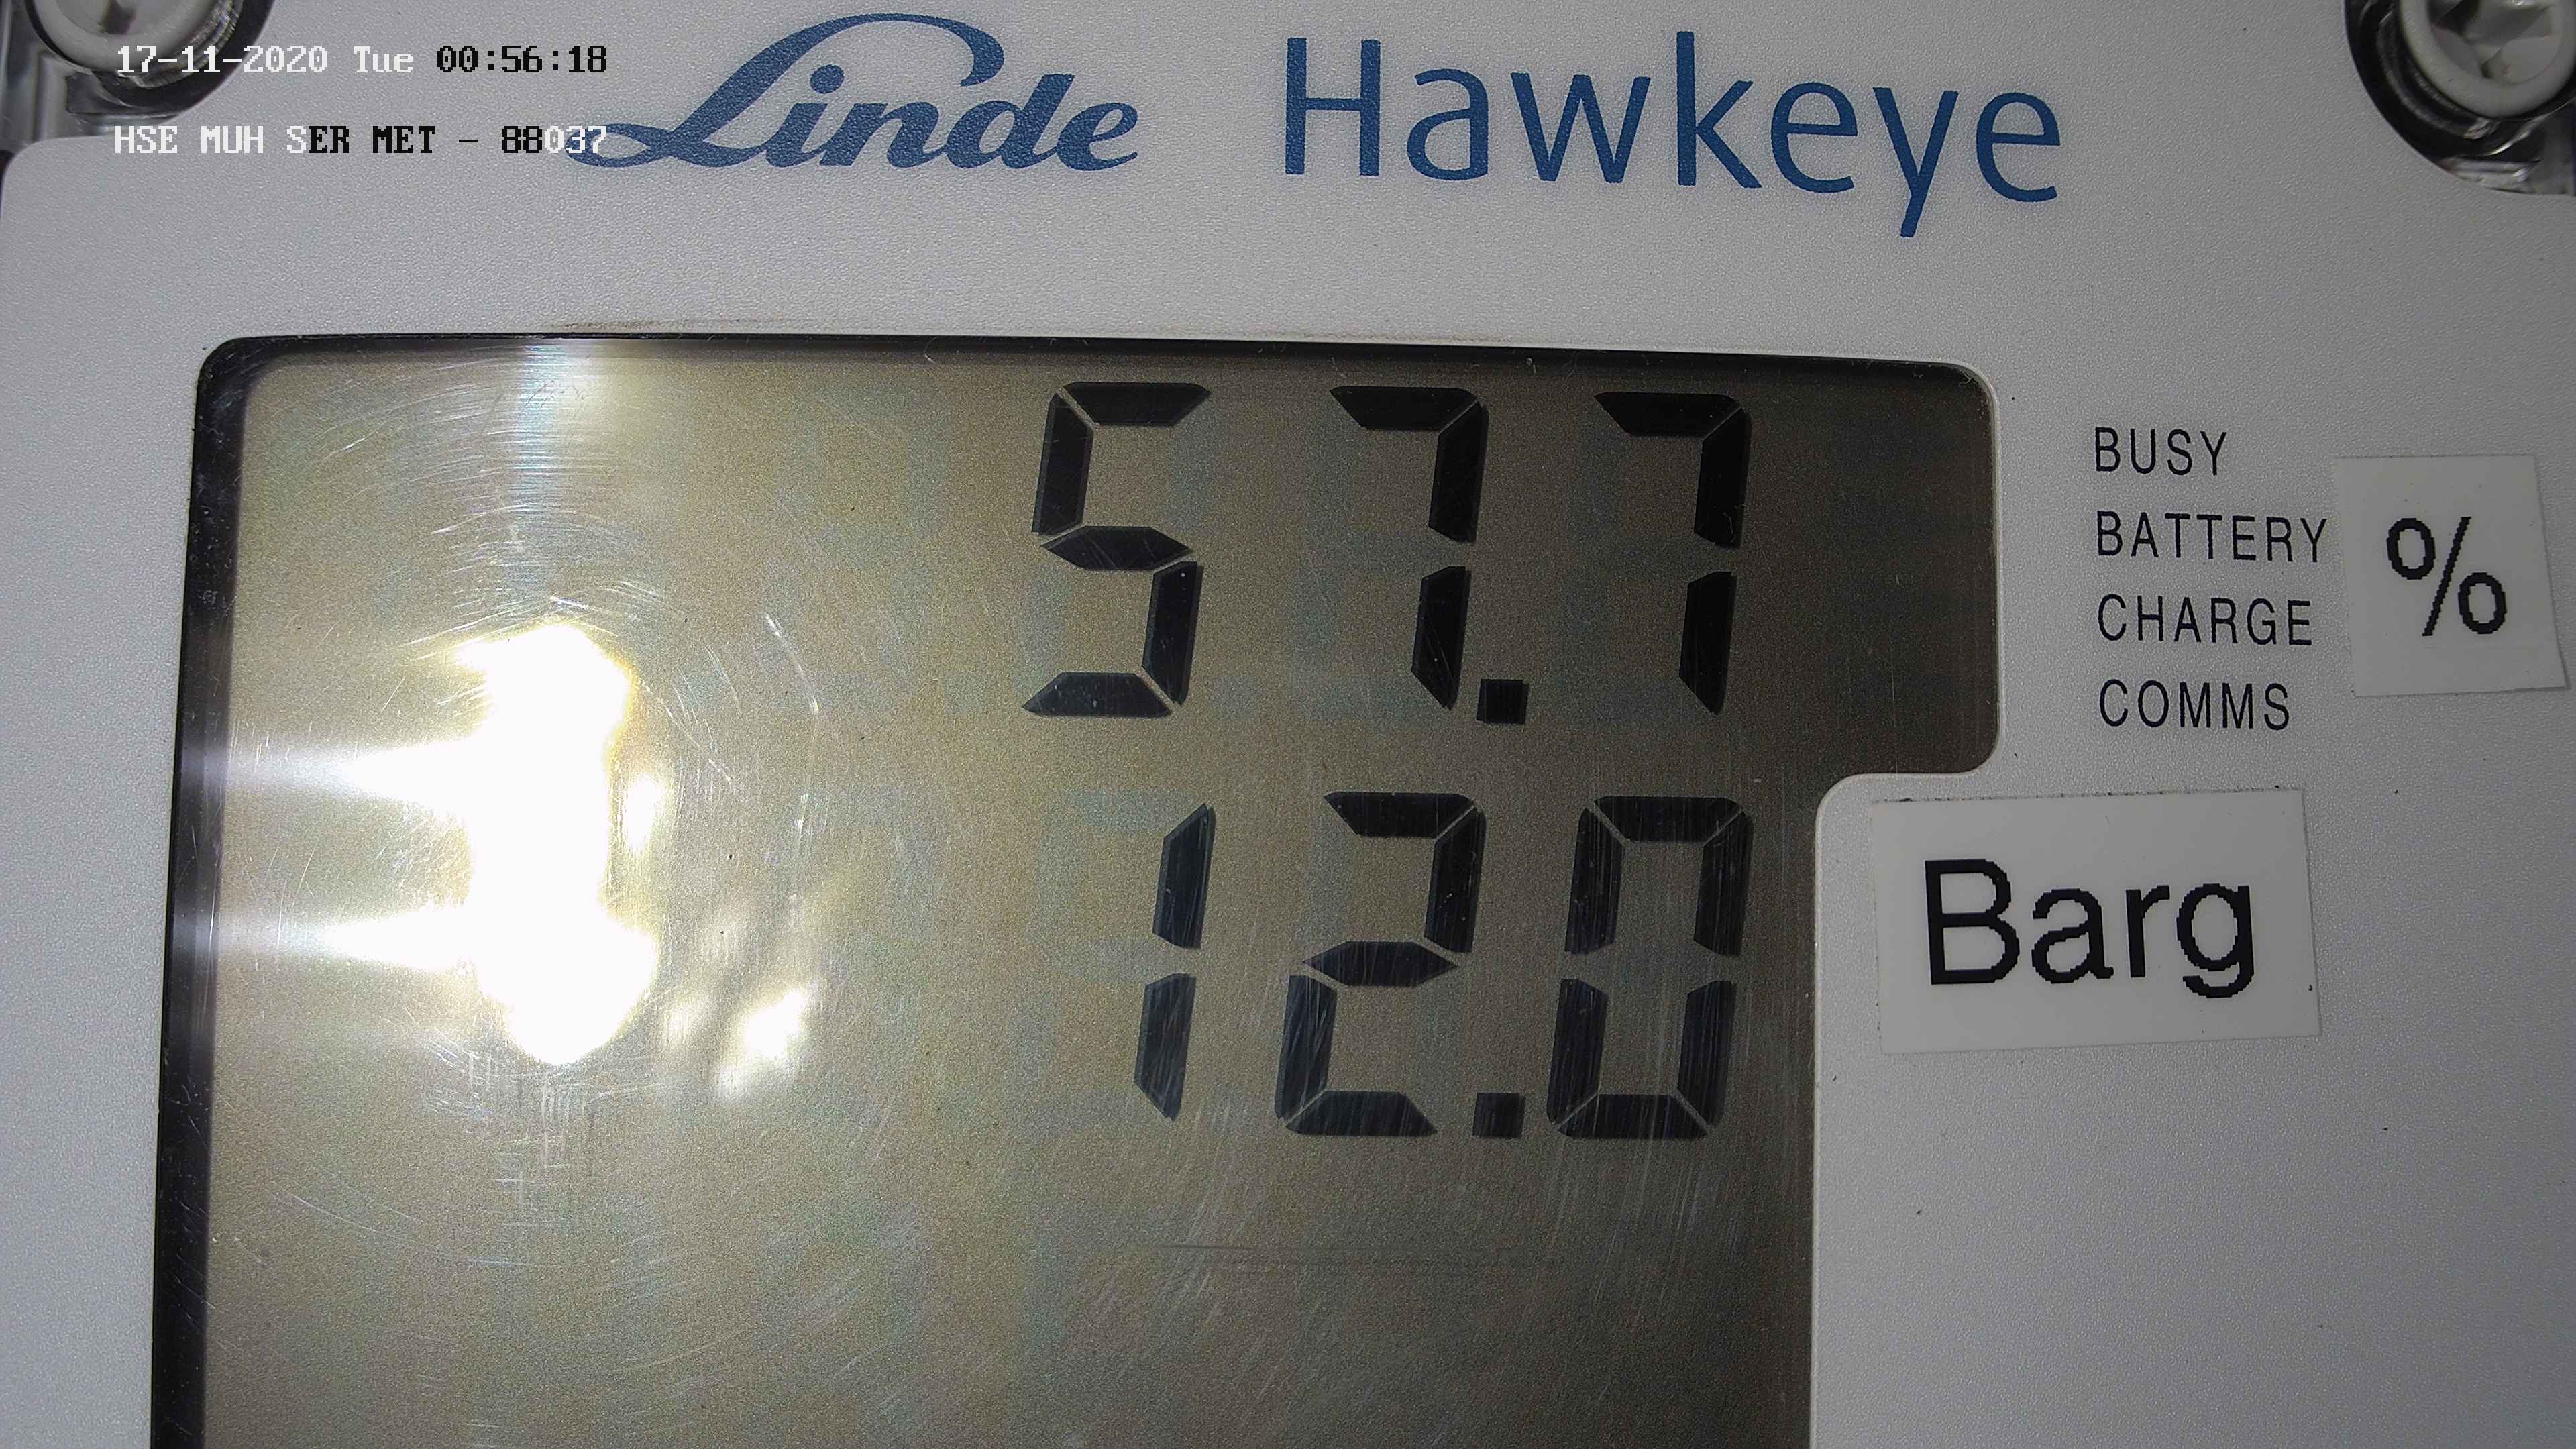 17-11-2020 Tue 00:56:18
HSE MUH SER MET - 88037
Linde Hawkeye
57.7
BUSY
BATTERY
CHARGE
COMMS
%
12.0
Barg